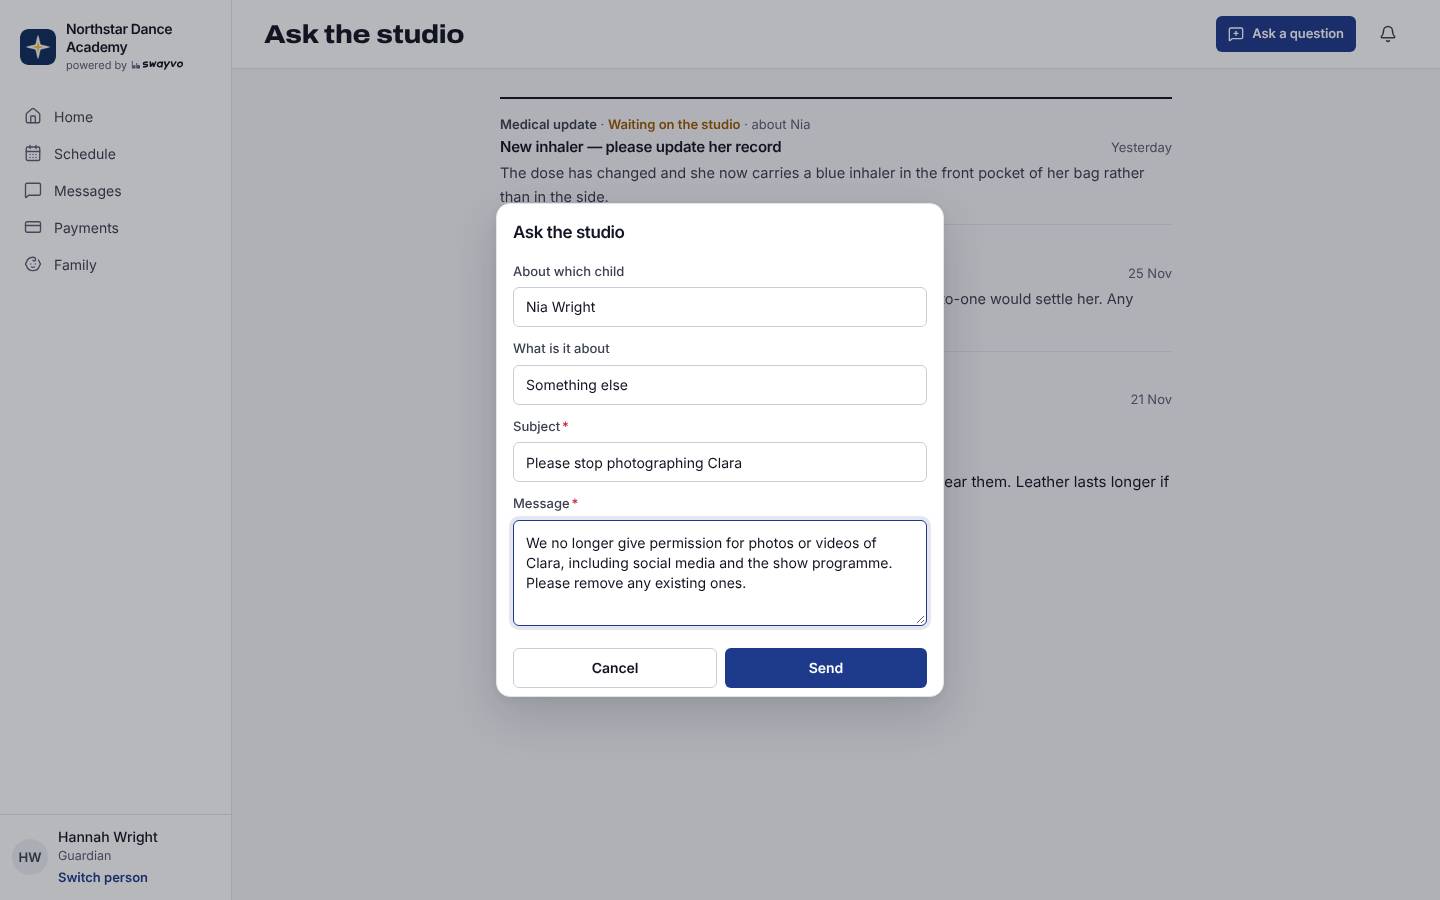 Northstar Dance
Academy
powered by swayvo
Home
Schedule
Messages
Payments
Family
Hannah Wright
HW
Guardian
Switch person
Ask the studio
Ask a question
Medical update · Waiting on the studio · about Nia
New inhaler — please update her record
Yesterday
The dose has changed and she now carries a blue inhaler in the front pocket of her bag rather
than in the side.
25 Nov
o-one would settle her. Any
21 Nov
ear them. Leather lasts longer if
Ask the studio
About which child
Nia Wright
What is it about
Something else
Subject*
Please stop photographing Clara
Message*
We no longer give permission for photos or videos of
Clara, including social media and the show programme.
Please remove any existing ones.
Cancel
Send